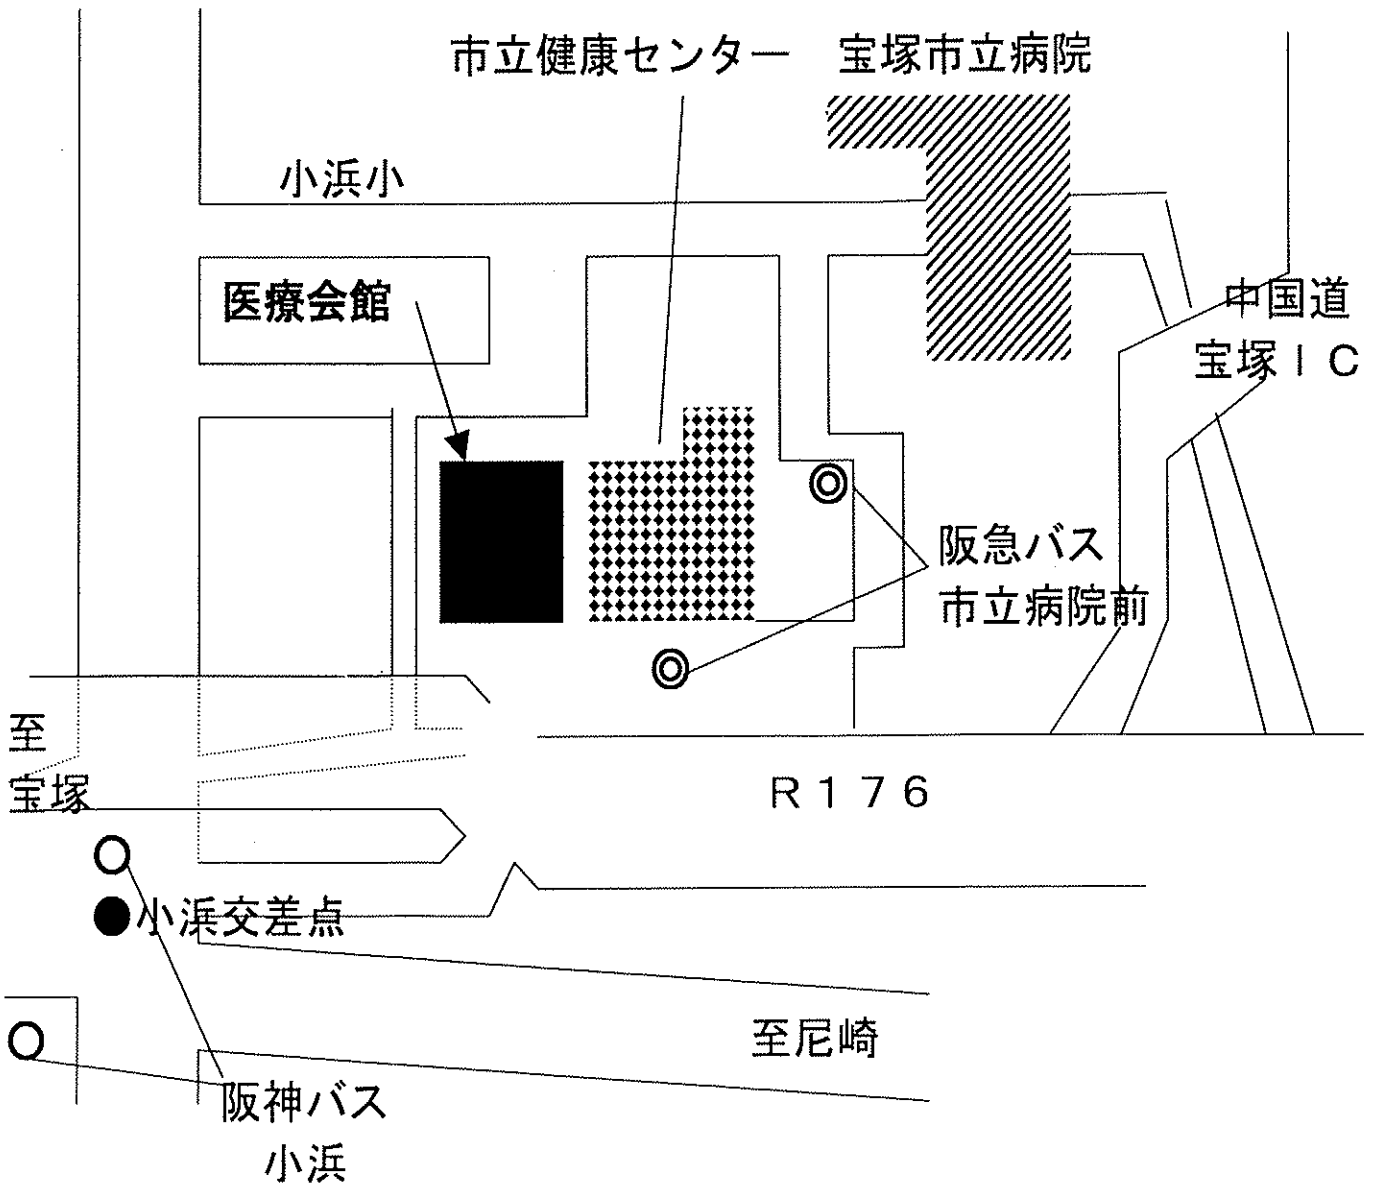 市立健康センター
宝塚市立病院
小浜小
医療会館
中国道
宝塚IC
阪急バス
市立病院前
至
宝塚
R176
小浜交差点
至尼崎
阪神バス
小浜